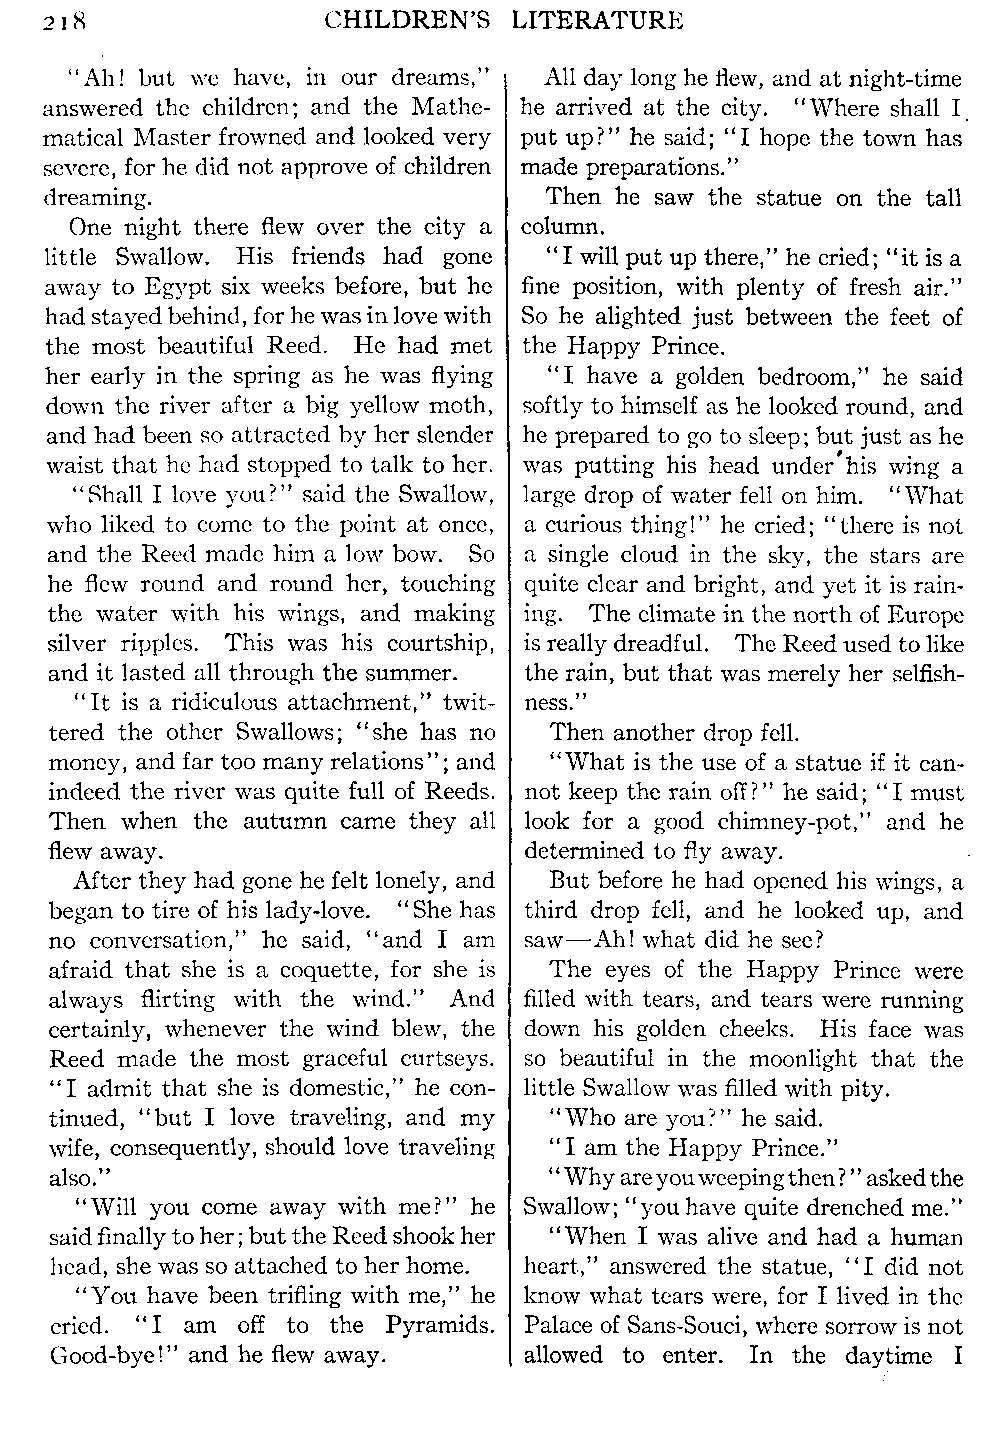 218 CHILDREN'S LITERATURE
"Ah! but we have, in our dreams,"
answered the children; and the Mathe-
matical Master frowned and looked very
severe, for he did not approve of children
dreaming.
One night there flew over the city a
little Swallow. His friends had gone
away to Egypt six weeks before, but he
had stayed behind, for he was in love with
the most beautiful Reed. He had met
her early in the spring as he was flying
down the river after a big yellow moth,
and had been so attracted by her slender
waist that he had stopped to talk to her.
"Shall I love you?" said the Swallow,
who liked to come to the point at once,
and the Reed made him a low bow. So
he flew round and round her, touching
the water with his wings, and making
silver ripples. This was his courtship,
and it lasted all through the summer.
"It is a ridiculous attachment," twit-
tered the other Swallows; "she has no
money, and far too many relations"; and
indeed the river was quite full of Reeds.
Then when the autumn came they all
flew away.
After they had gone he felt lonely, and
began to tire of his lady-love. "She has
no conversation," he said, "and I am
afraid that she is a coquette, for she is
always flirting with the wind." And
certainly, whenever the wind blew, the
Reed made the most graceful curtseys.
"I admit that she is domestic," he con-
tinued, "but I love traveling, and my
wife, consequently, should love traveling
also."
"Will you come away with me?" he
said finally to her; but the Reed shook her
head, she was so attached to her home.
"You have been trifling with me," he
cried. "I am off to the Pyramids.
Good-bye!" and he flew away.
All day long he flew, and at night-time
he arrived at the city. "Where shall I
put up?" he said; "I hope the town has
made preparations."
Then he saw the statue on the tall
column.
"I will put up there," he cried; "it is a
fine position, with plenty of fresh air."
So he alighted just between the feet of
the Happy Prince.
"I have a golden bedroom," he said
softly to himself as he looked round, and
he prepared to go to sleep; but just as he
was putting his head under his wing a
large drop of water fell on him. "What
a curious thing!" he cried; "there is not
a single cloud in the sky, the stars are
quite clear and bright, and yet it is rain-
ing. The climate in the north of Europe
is really dreadful. The Reed used to like
the rain, but that was merely her selfish-
ness."
Then another drop fell.
"What is the use of a statue if it can-
not keep the rain off?" he said; "I must
look for a good chimney-pot," and he
determined to fly away.
But before he had opened his wings, a
third drop fell, and he looked up, and
saw—Ah! what did he see?
The eyes of the Happy Prince were
filled with tears, and tears were running
down his golden cheeks. His face was
so beautiful in the moonlight that the
little Swallow was filled with pity.
"Who are you?" he said.
"I am the Happy Prince."
"Why are you weeping then?" asked the
Swallow; "you have quite drenched me."
"When I was alive and had a human
heart," answered the statue, "I did not
know what tears were, for I lived in the
Palace of Sans-Souci, where sorrow is not
allowed to enter. In the daytime I